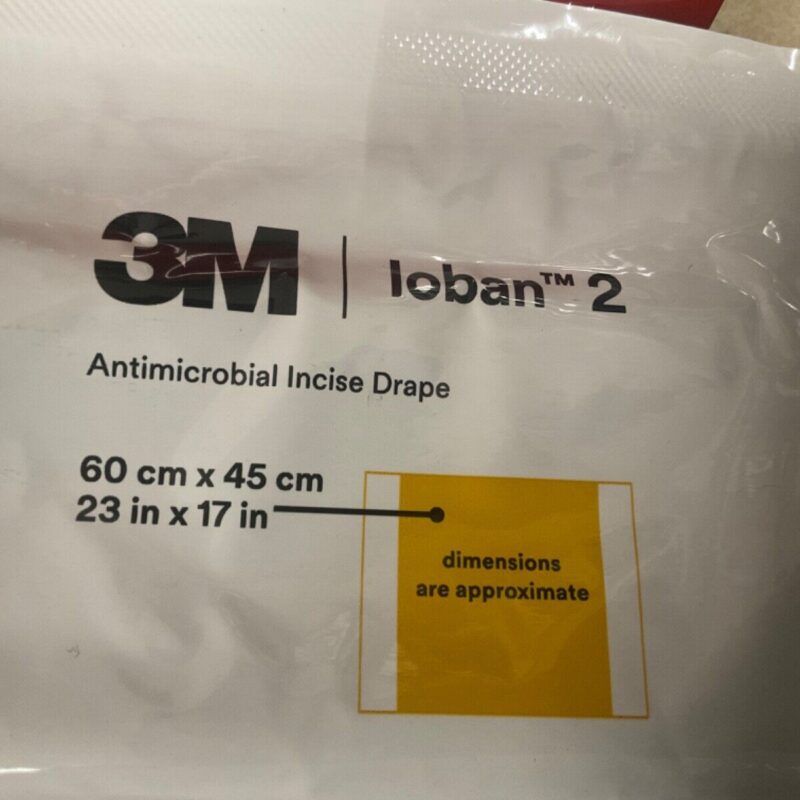 3M | Ioban™ 2
Antimicrobial Incise Drape
60 cm x 45 cm
23 in x 17 in
dimensions
are approximate